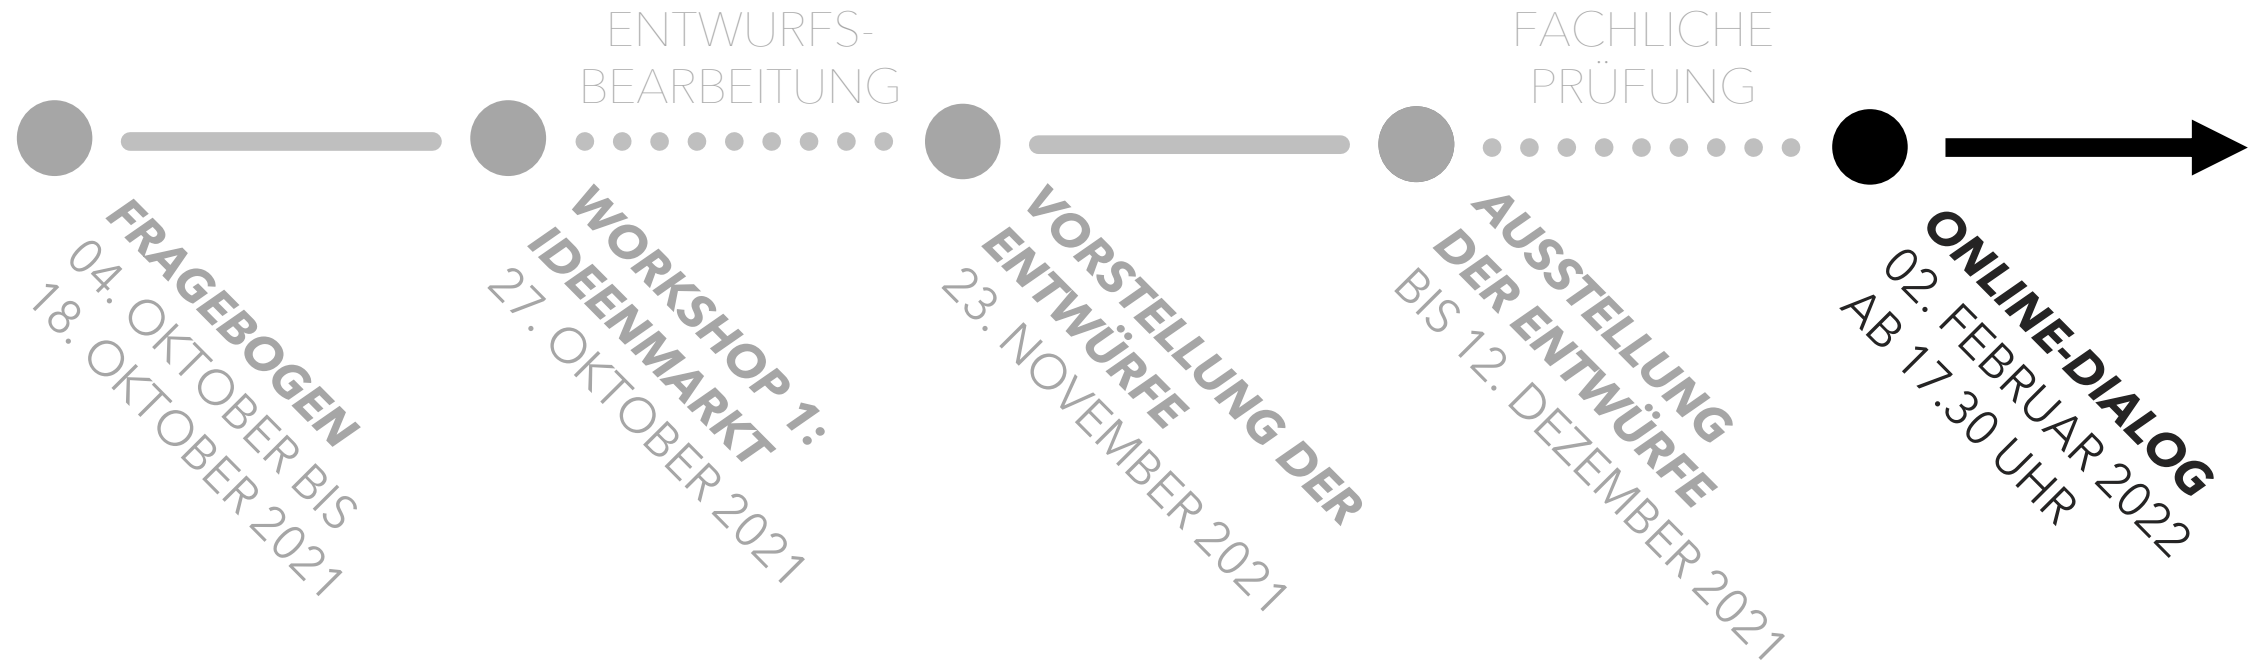 ENTWURFS-
BEARBEITUNG
FACHLICHE
PRÜFUNG
FRAGEBOGEN
04. OKTOBER BIS
18. OKTOBER 2021
WORKSHOP 1:
IDEENMARKT
27. OKTOBER 2021
VORSTELLUNG DER
ENTWÜRFE
23. NOVEMBER 2021
AUSSTELLUNG
DER ENTWÜRFE
BIS 12. DEZEMBER 2021
ONLINE-DIALOG
02. FEBRUAR 2022
AB 17.30 UHR